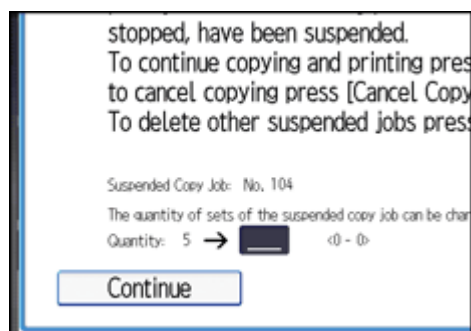 stopped, have been suspended.
To continue copying and printing pres
to cancel copying press [Cancel Copy
To delete other suspended jobs press
Suspended Copy Job: No. 104
The quantity of sets of the suspended copy job can be char
Quantity: 5 → <0 - 0>
Continue